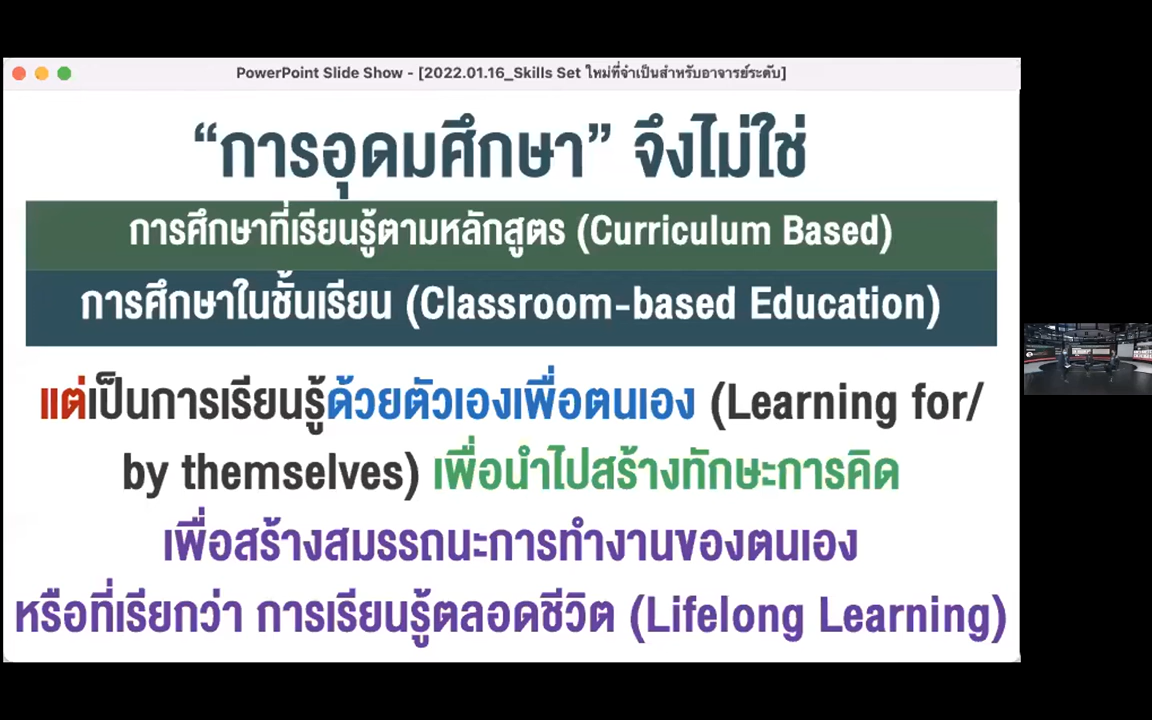 PowerPoint Slide Show - [2022.01.16_Skills Set ใหม่ที่จำเป็นสำหรับอาจารย์ระดับ]
“การอุดมศึกษา” จึงไม่ใช่
การศึกษาที่เรียนรู้ตามหลักสูตร (Curriculum Based)
การศึกษาในชั้นเรียน (Classroom-based Education)
แต่เป็นการเรียนรู้ด้วยตัวเองเพื่อตนเอง (Learning for/
by themselves) เพื่อนำไปสร้างทักษะการคิด
เพื่อสร้างสมรรถนะการทำงานของตนเอง
หรือที่เรียกว่า การเรียนรู้ตลอดชีวิต (Lifelong Learning)